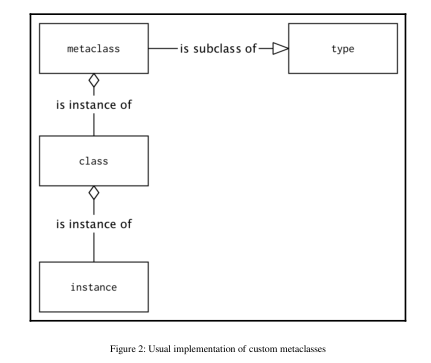 metaclass
is subclass of
type
is instance of
class
is instance of
instance
Figure 2: Usual implementation of custom metaclasses